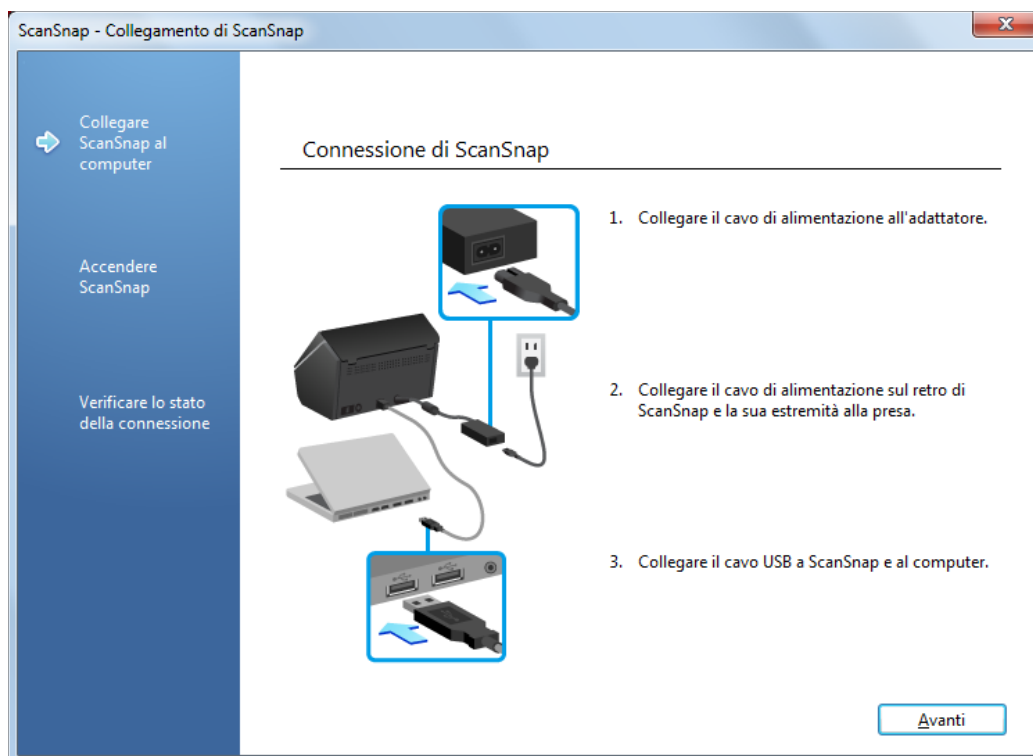 ScanSnap - Collegamento di ScanSnap
Collegare
ScanSnap al
computer
Accendere
ScanSnap
Verificare lo stato
della connessione
Connessione di ScanSnap
1. Collegare il cavo di alimentazione all'adattatore.
2. Collegare il cavo di alimentazione sul retro di
ScanSnap e la sua estremità alla presa.
3. Collegare il cavo USB a ScanSnap e al computer.
Avanti